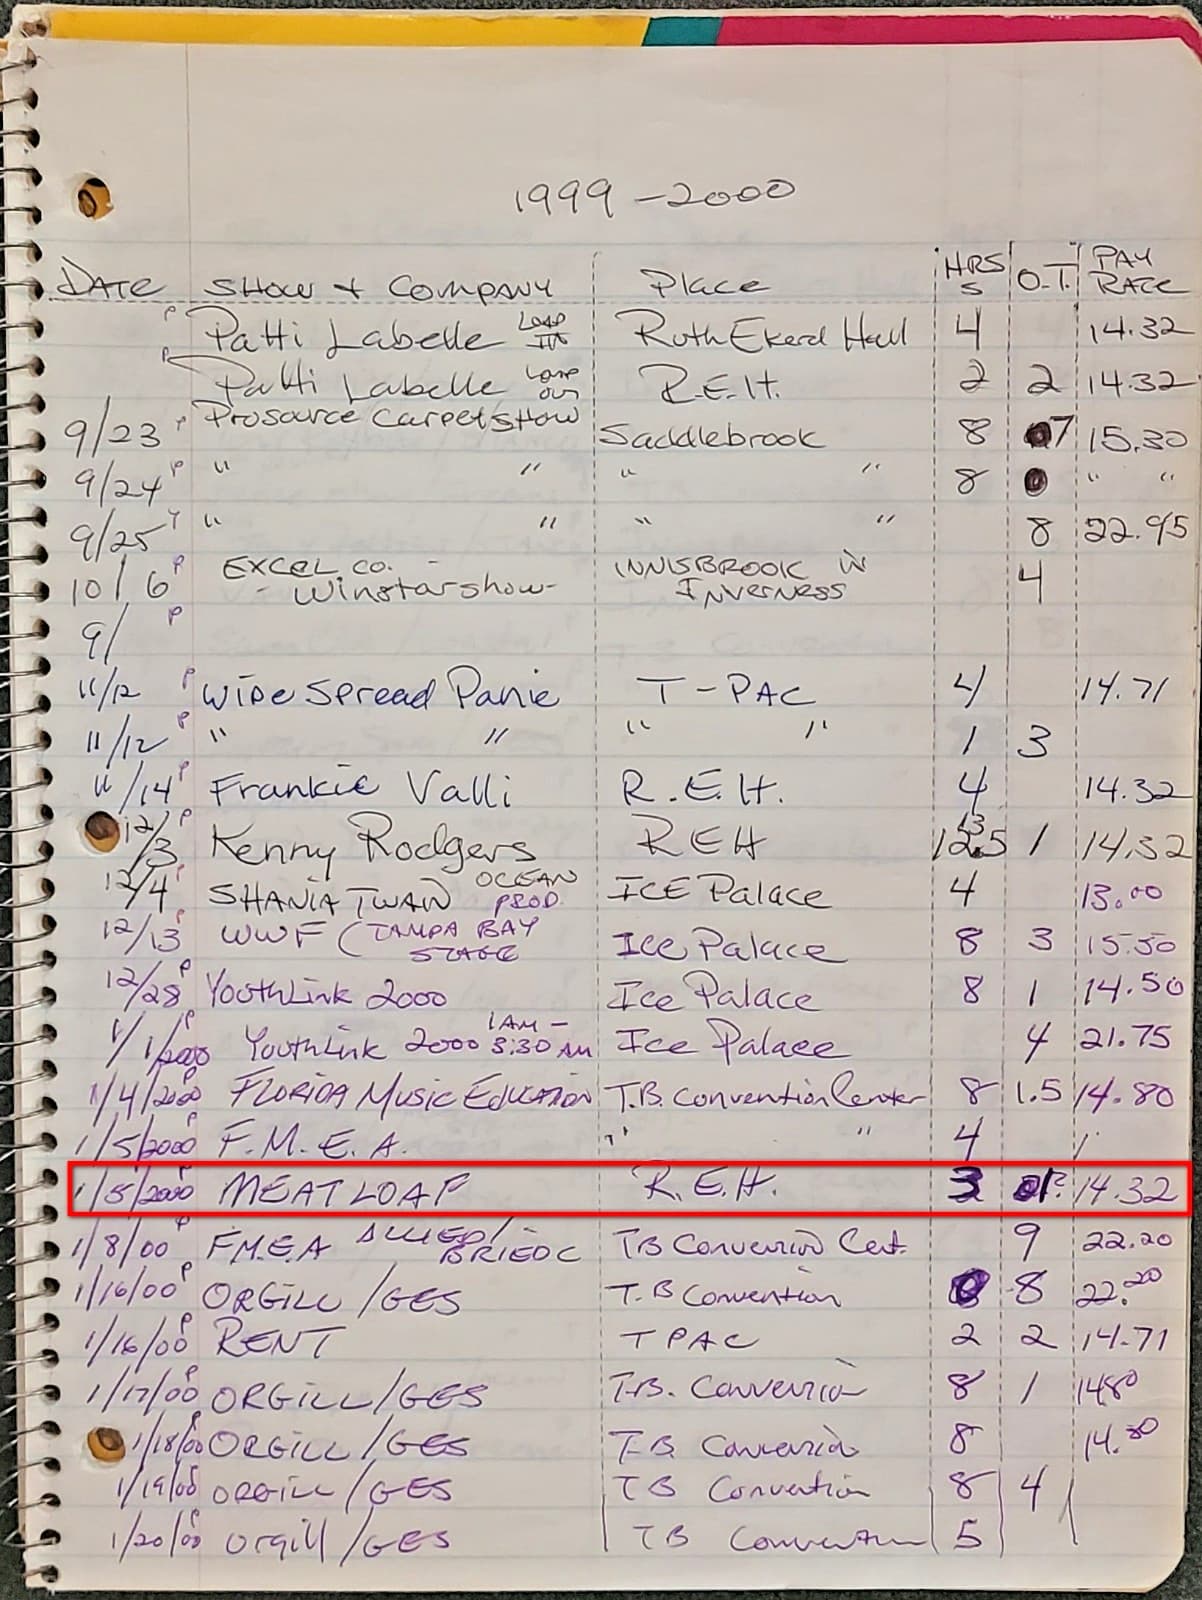 1999-2000
DATE SHOW + COMPANY Place HRS S O.T. PAY RATE
P Patti Labelle LOAD IN Ruth Ekerd Hall 4 14.32
P Patti Labelle LOAD OUT R.E.H. 2 2 14.32
9/23 P Prosource Carpet Show Saddlebrook 8 7 15.30
9/24 P " " " " 8 0 " "
9/25 " " " " 8 22.95
10/6 P EXCEL CO. - Winstar show- INNISBROOK IN INVERNESS 4
9/ P
11/12 P WIDE Spread Panic T-PAC 4 14.71
11/12 P " " " " 1 3
11/14 P Frankie Valli R.E.H. 4 14.32
12/3 P Kenny Rodgers REH 1 14.32
12/4 P SHANIA TWAIN OCEAN PROD. ICE Palace 4 13.00
12/13 P WWF (TAMPA BAY STAGE Ice Palace 8 3 15.50
12/28 P YouthLink 2000 Ice Palace 8 1 14.50
1/1/2000 P YouthLink 2000 1AM - 3:30 AM Ice Palace 4 21.75
1/4/2000 P FLORIDA Music EDUCATION T.B. Convention Center 8 1.5 14.80
1/5/2000 F.M.E.A. " " 4
1/5/2000 P MEATLOAF R.E.H. 3 14.32
1/8/00 P F.M.E.A ALLIED/ BRIEDC TB Convention Cent. 9 22.20
1/16/00 P ORGILL/GES T.B Convention 8 22.20
1/16/00 P RENT TPAC 2 2 14.71
1/17/00 P ORGILL/GES T.B. Convention 8 1 14.80
1/18/00 P ORGILL/GES T.B. Convention 8 14.80
1/19/00 P ORGILL/GES TB Convention 8 4
1/20/00 P Orgill/GES TB Convention 5